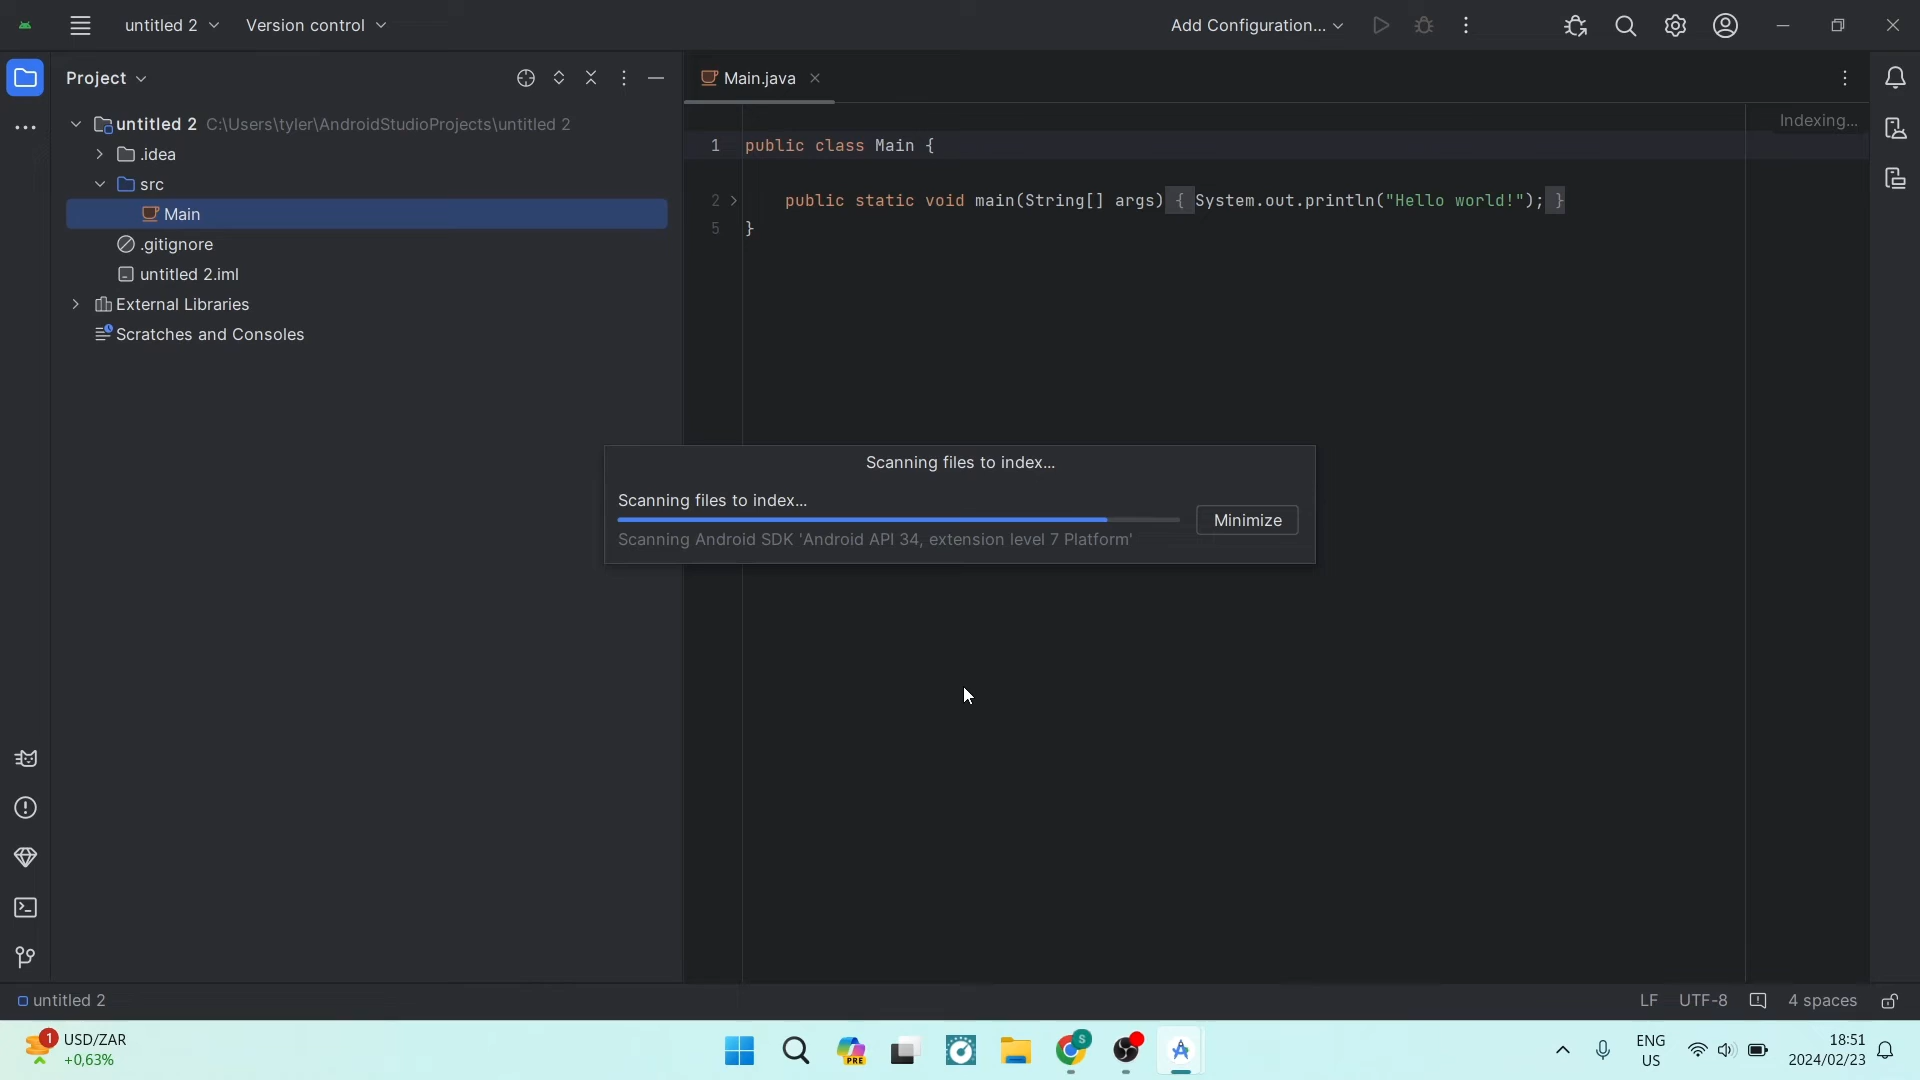 untitled 2
Version control
Add Configuration...
Project
Main.java
untitled 2 C:\Users\tyler\AndroidStudioProjects\untitled 2
.idea
src
Main
.gitignore
untitled 2.iml
External Libraries
Scratches and Consoles
Indexing...
1 public class Main {
2 public static void main(String[] args) { System.out.println("Hello world!"); }
5 }
Scanning files to index...
Scanning files to index...
Minimize
Scanning Android SDK 'Android API 34, extension level 7 Platform'
untitled 2
LF UTF-8 4 spaces
1 USD/ZAR
+0,63%
PRE
S
ENG
US
18:51
2024/02/23